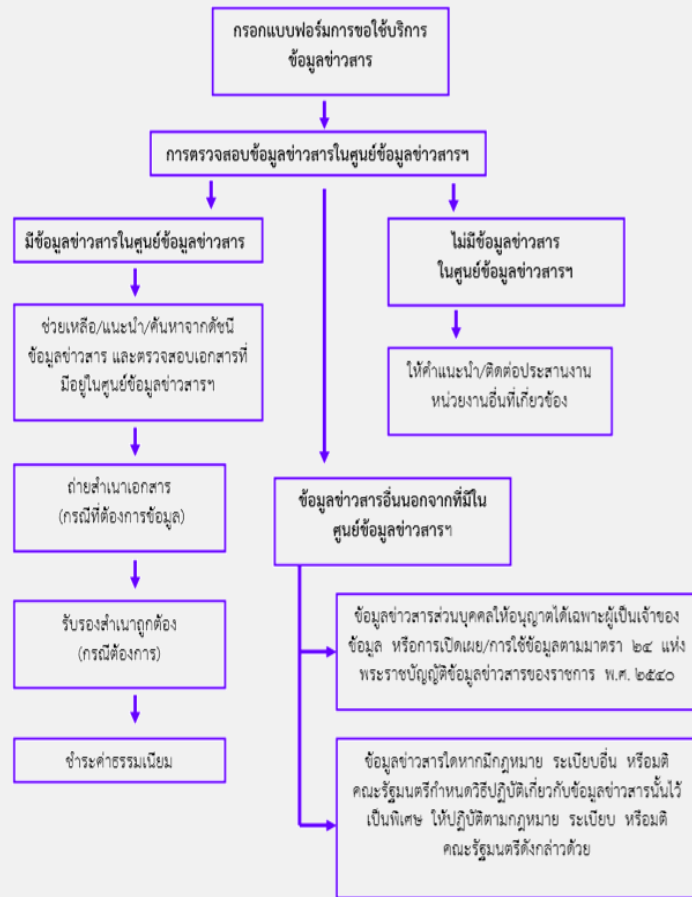 กรอกแบบฟอร์มการขอใช้บริการ
ข้อมูลข่าวสาร
การตรวจสอบข้อมูลข่าวสารในศูนย์ข้อมูลข่าวสารฯ
มีข้อมูลข่าวสารในศูนย์ข้อมูลข่าวสาร
ช่วยเหลือ/แนะนำ/ค้นหาจากดัชนี
ข้อมูลข่าวสาร และตรวจสอบเอกสารที่
มีอยู่ในศูนย์ข้อมูลข่าวสารฯ
ถ่ายสำเนาเอกสาร
(กรณีที่ต้องการข้อมูล)
รับรองสำเนาถูกต้อง
(กรณีต้องการ)
ชำระค่าธรรมเนียม
ไม่มีข้อมูลข่าวสาร
ในศูนย์ข้อมูลข่าวสารฯ
ให้คำแนะนำ/ติดต่อประสานงาน
หน่วยงานอื่นที่เกี่ยวข้อง
ข้อมูลข่าวสารอื่นนอกจากที่มีใน
ศูนย์ข้อมูลข่าวสารฯ
ข้อมูลข่าวสารส่วนบุคคลให้อนุญาตได้เฉพาะผู้เป็นเจ้าของ
ข้อมูล หรือการเปิดเผย/การใช้ข้อมูลตามมาตรา ๒๔ แห่ง
พระราชบัญญัติข้อมูลข่าวสารของราชการ พ.ศ. ๒๕๔๐
ข้อมูลข่าวสารใดหากมีกฎหมาย ระเบียบอื่น หรือมติ
คณะรัฐมนตรีกำหนดวิธีปฏิบัติเกี่ยวกับข้อมูลข่าวสารนั้นไว้
เป็นพิเศษ ให้ปฏิบัติตามกฎหมาย ระเบียบ หรือมติ
คณะรัฐมนตรีดังกล่าวด้วย